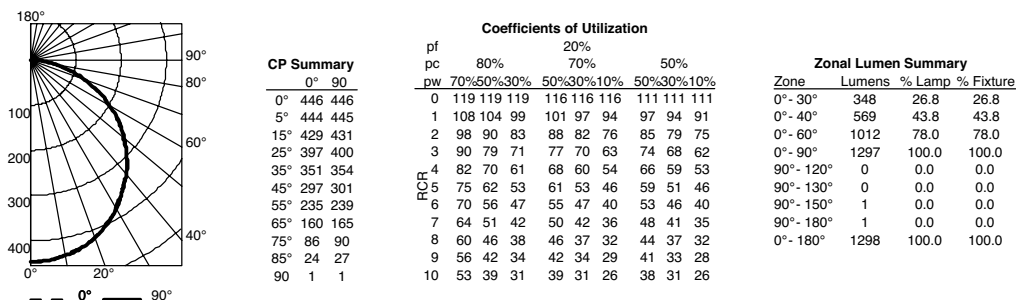 180°
90°
80°
100
60°
200
300
40°
400
0° 20°
0° 90°
CP Summary
0° 90
0° 446 446
5° 444 445
15° 429 431
25° 397 400
35° 351 354
45° 297 301
55° 235 239
65° 160 165
75° 86 90
85° 24 27
90 1 1
Coefficients of Utilization
pf 20%
pc 80% 70% 50%
pw 70%50%30% 50%30%10% 50%30%10%
RCR
0 119 119 119 116 116 116 111 111 111
1 108 104 99 101 97 94 97 94 91
2 98 90 83 88 82 76 85 79 75
3 90 79 71 77 70 63 74 68 62
4 82 70 61 68 60 54 66 59 53
5 75 62 53 61 53 46 59 51 46
6 70 56 47 55 47 40 53 46 40
7 64 51 42 50 42 36 48 41 35
8 60 46 38 46 37 32 44 37 32
9 56 42 34 42 34 29 41 33 28
10 53 39 31 39 31 26 38 31 26
Zonal Lumen Summary
Zone Lumens % Lamp % Fixture
0°- 30° 348 26.8 26.8
0°- 40° 569 43.8 43.8
0°- 60° 1012 78.0 78.0
0°- 90° 1297 100.0 100.0
90°- 120° 0 0.0 0.0
90°- 130° 0 0.0 0.0
90°- 150° 1 0.0 0.0
90°- 180° 1 0.0 0.0
0°- 180° 1298 100.0 100.0